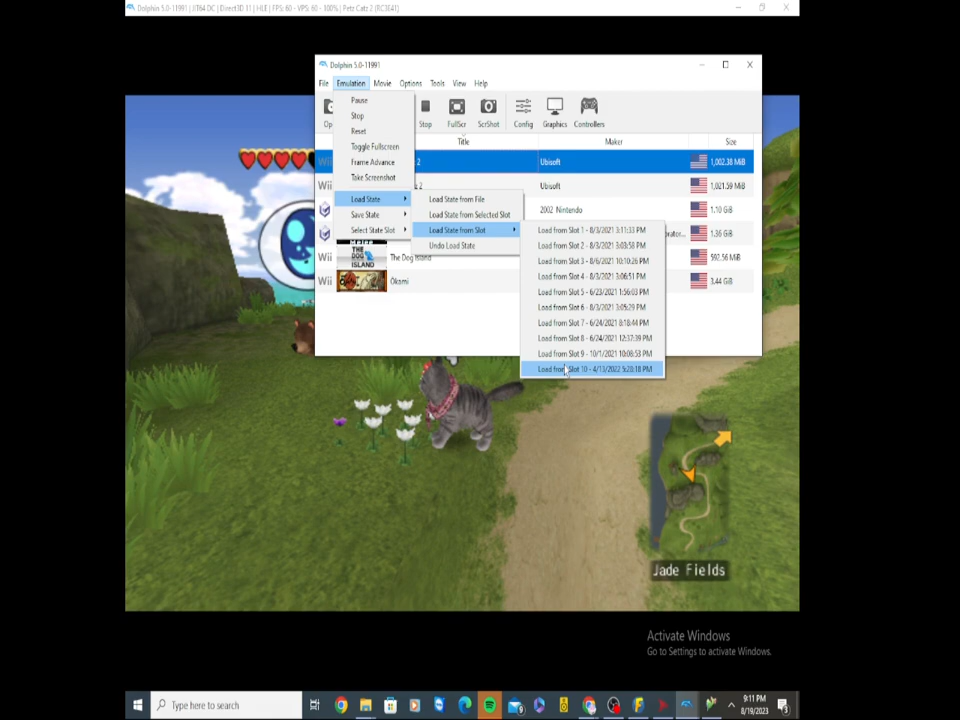 Dolphin 5.0-11991 | JIT64 DC | Direct3D 11 | HLE | FPS: 60 - VPS: 60 - 100% | Petz Catz 2 (RC3E41)
Dolphin 5.0-11991
File Emulation Movie Options Tools View Help
Pause
Stop
Reset
Toggle Fullscreen
Frame Advance
Take Screenshot
Load State
Save State
Select State Slot
Stop FullScr ScrShot Config Graphics Controllers
Title Maker Size
2 Ubisoft 1,002.38 MiB
2 Ubisoft 1,021.59 MiB
2002 Nintendo 1.10 GiB
1.36 GiB
Wii THE DOG ISLAND The Dog Island 592.56 MiB
Wii Okami 3.44 GiB
Load State from File
Load State from Selected Slot
Load State from Slot
Undo Load State
Load from Slot 1 - 8/3/2021 3:11:33 PM
Load from Slot 2 - 8/3/2021 3:03:58 PM
Load from Slot 3 - 8/6/2021 10:10:26 PM
Load from Slot 4 - 8/3/2021 3:06:51 PM
Load from Slot 5 - 6/23/2021 1:56:03 PM
Load from Slot 6 - 8/3/2021 3:05:29 PM
Load from Slot 7 - 6/24/2021 8:18:44 PM
Load from Slot 8 - 6/24/2021 12:37:39 PM
Load from Slot 9 - 10/1/2021 10:08:53 PM
Load from Slot 10 - 4/13/2022 5:28:18 PM
Jade Fields
Activate Windows
Go to Settings to activate Windows.
Type here to search
9:11 PM
8/19/2023